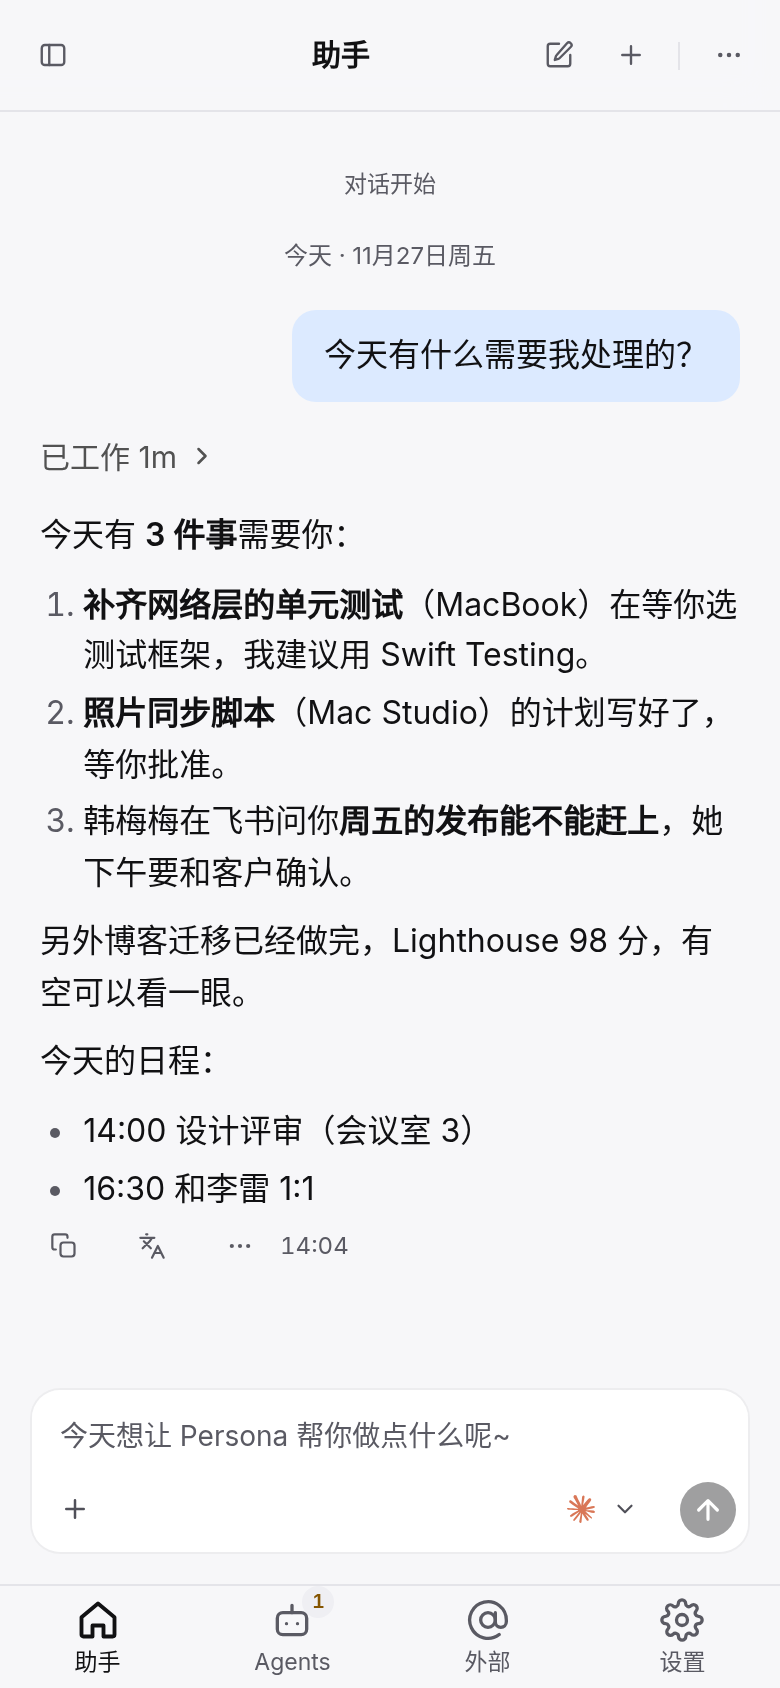 助手
对话开始
今天 · 11月27日周五
今天有什么需要我处理的？
已工作 1m
今天有 3 件事需要你：
1. 补齐网络层的单元测试（MacBook）在等你选
测试框架，我建议用 Swift Testing。
2. 照片同步脚本（Mac Studio）的计划写好了，
等你批准。
3. 韩梅梅在飞书问你周五的发布能不能赶上，她
下午要和客户确认。
另外博客迁移已经做完，Lighthouse 98 分，有
空可以看一眼。
今天的日程：
• 14:00 设计评审（会议室 3）
• 16:30 和李雷 1:1
14:04
今天想让 Persona 帮你做点什么呢~
1
助手
Agents
外部
设置